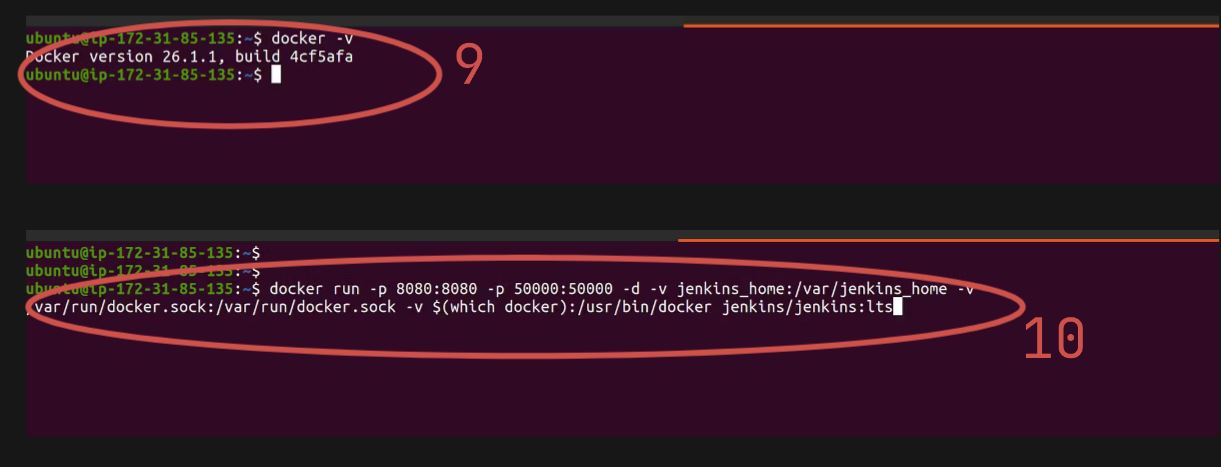 ubuntu@ip-172-31-85-135:~$ docker -v
Docker version 26.1.1, build 4cf5afa
ubuntu@ip-172-31-85-135:~$
9
ubuntu@ip-172-31-85-135:~$
ubuntu@ip-172-31-85-135:~$
ubuntu@ip-172-31-85-135:~$ docker run -p 8080:8080 -p 50000:50000 -d -v jenkins_home:/var/jenkins_home -v
/var/run/docker.sock:/var/run/docker.sock -v $(which docker):/usr/bin/docker jenkins/jenkins:lts
10